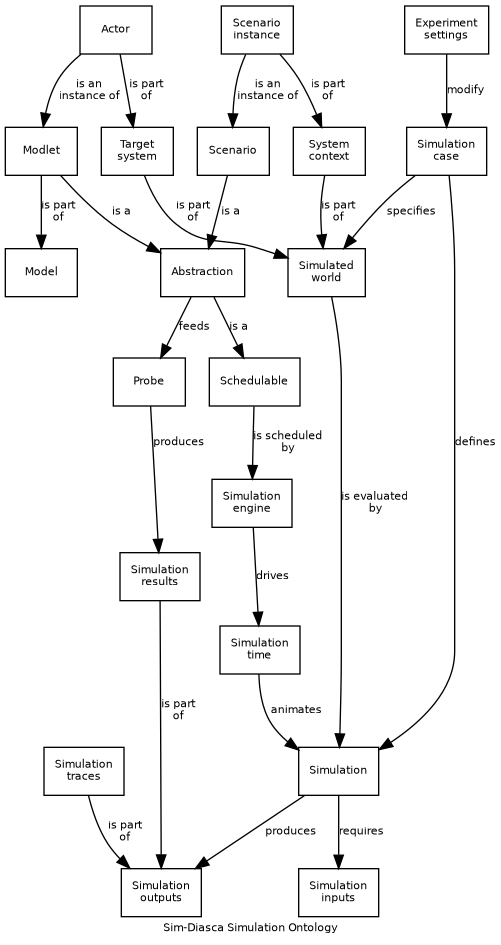 Actor
Scenario
instance
Experiment
settings
is an
instance of
is part
of
is an
instance of
is part
of
modify
Modlet
Target
system
Scenario
System
context
Simulation
case
is part
of
is a
is part
of
is a
is part
of
specifies
Model
Abstraction
Simulated
world
feeds
is a
Probe
Schedulable
produces
is scheduled
by
defines
Simulation
engine
is evaluated
by
Simulation
results
drives
Simulation
time
is part
of
animates
Simulation
traces
Simulation
is part
of
produces
requires
Simulation
outputs
Simulation
inputs
Sim-Diasca Simulation Ontology